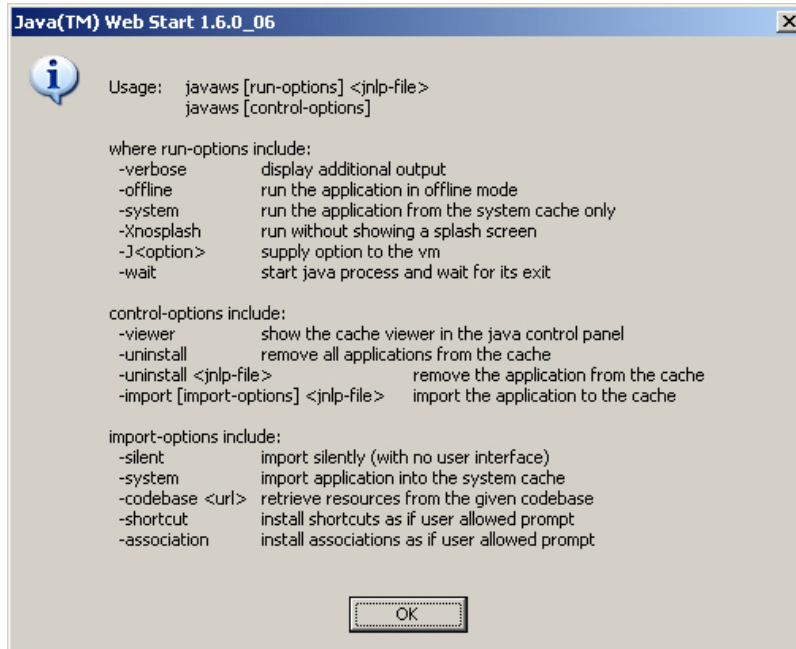 Java(TM) Web Start 1.6.0_06
Usage: javaws [run-options] <jnlp-file>
javaws [control-options]
where run-options include:
-verbose display additional output
-offline run the application in offline mode
-system run the application from the system cache only
-Xnosplash run without showing a splash screen
-J<option> supply option to the vm
-wait start java process and wait for its exit
control-options include:
-viewer show the cache viewer in the java control panel
-uninstall remove all applications from the cache
-uninstall <jnlp-file> remove the application from the cache
-import [import-options] <jnlp-file> import the application to the cache
import-options include:
-silent import silently (with no user interface)
-system import application into the system cache
-codebase <url> retrieve resources from the given codebase
-shortcut install shortcuts as if user allowed prompt
-association install associations as if user allowed prompt
OK